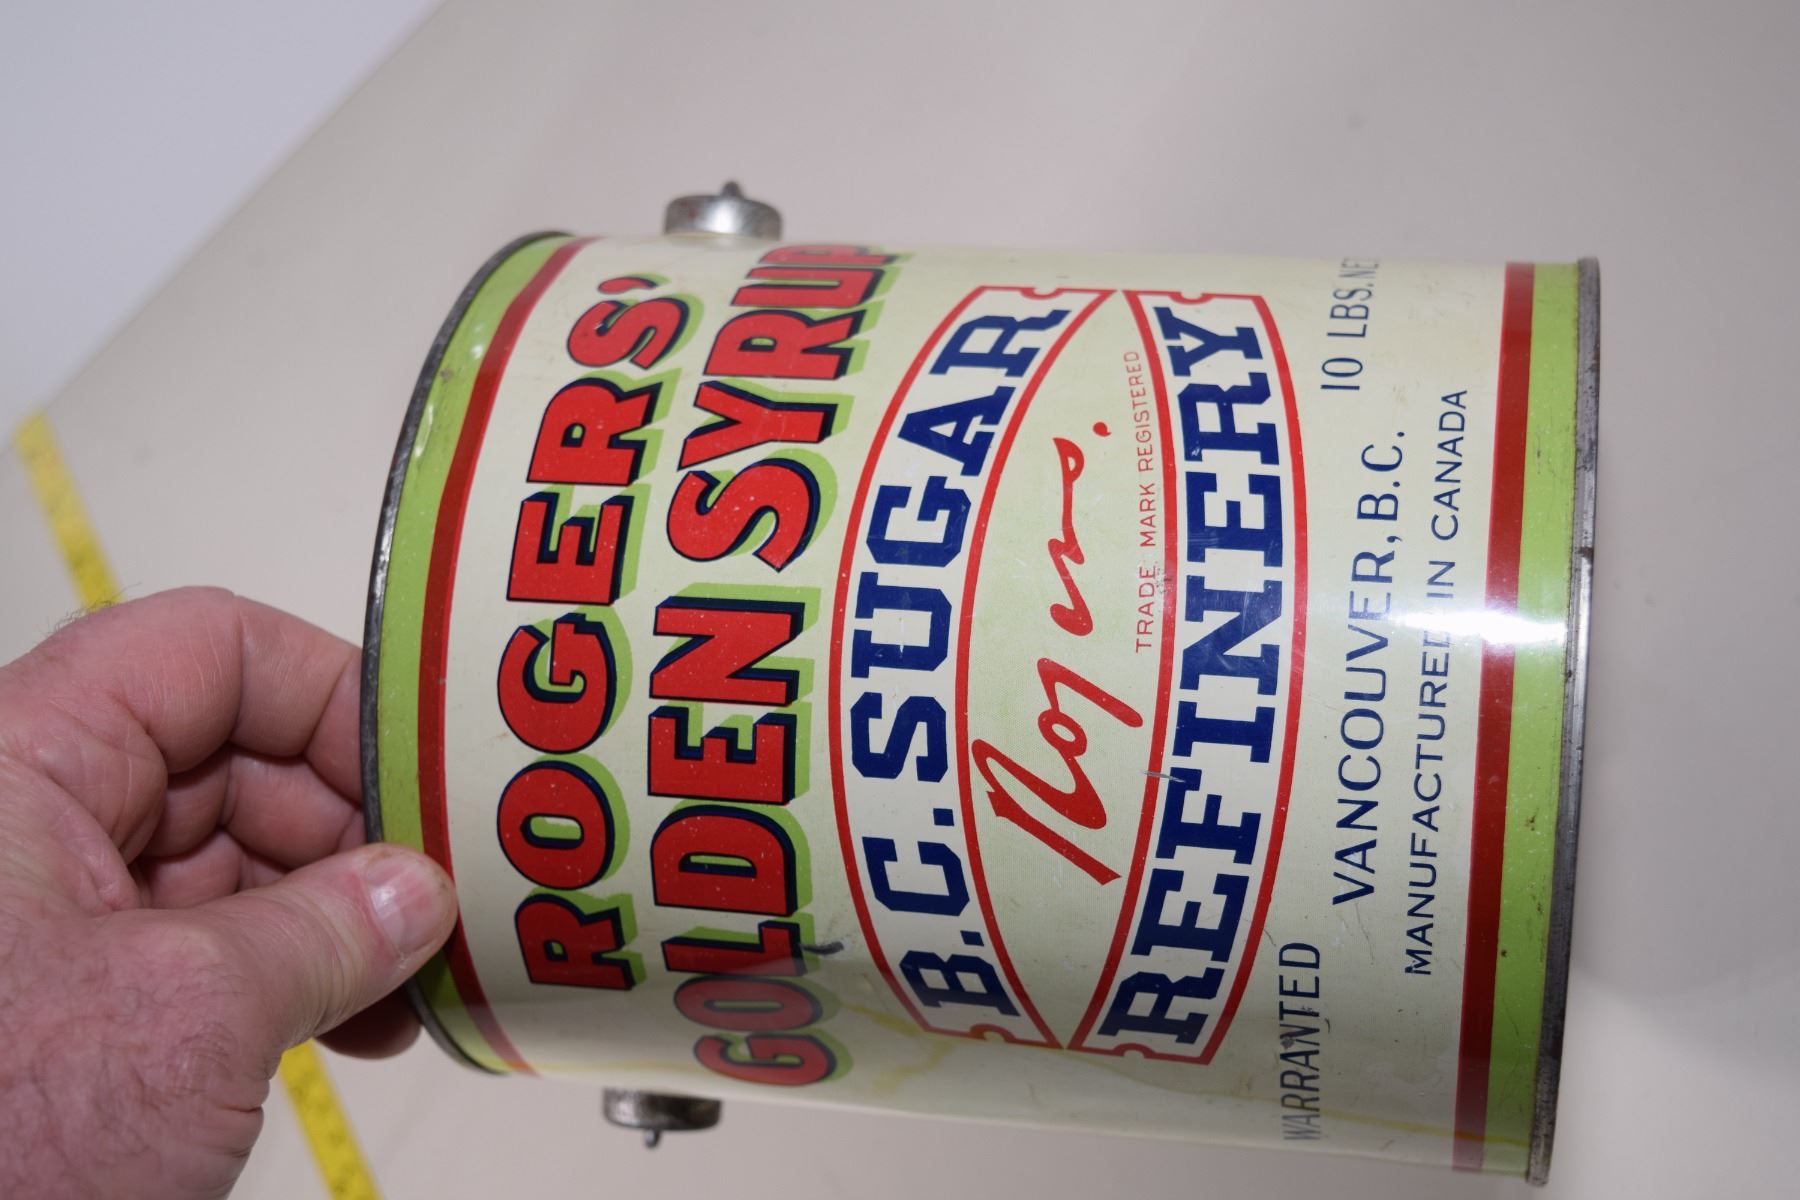 ROGERS'
GOLDEN SYRUP
B.C. SUGAR
Rogers.
TRADE MARK REGISTERED
REFINERY
WARRANTED 10 LBS. NET
VANCOUVER, B.C.
MANUFACTURED IN CANADA